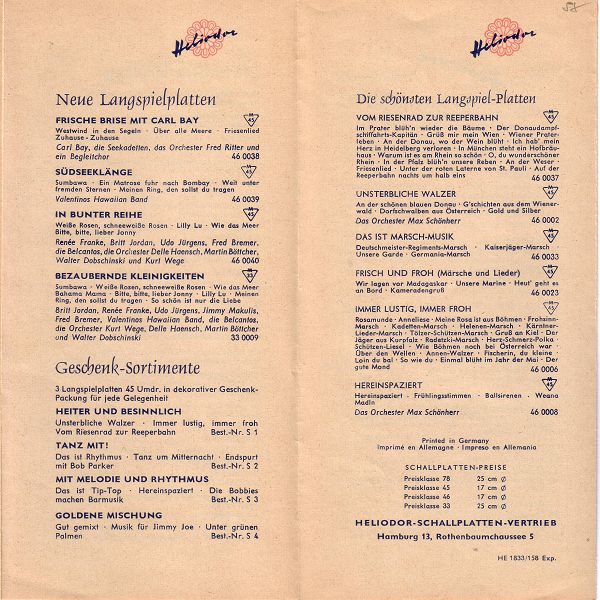 Heliodor
Neue Langspielplatten
FRISCHE BRISE MIT CARL BAY
M 45
Westwind in den Segeln · Über alle Meere · Friesenlied
Zuhause - Zuhause
Carl Bay, die Seekadetten, das Orchester Fred Ritter und
ein Begleitchor 46 0038
SÜDSEEKLÄNGE
M 45
Sumbawa · Ein Matrose fuhr nach Bombay · Weit unter
fremden Sternen · Meinen Ring, den sollst du tragen
Valentinos Hawaiian Band 46 0039
IN BUNTER REIHE
M 45
Weiße Rosen, schneeweiße Rosen · Lilly Lu · Wie das Meer
Bitte, bitte, lieber Jonny
Renée Franke, Britt Jordan, Udo Jürgens, Fred Bremer,
die Belcantos, die Orchester Delle Haensch, Martin Böttcher,
Walter Dobschinski und Kurt Wege 46 0040
BEZAUBERNDE KLEINIGKEITEN
M 33
Sumbawa · Weiße Rosen, schneeweiße Rosen · Wie das Meer
Bahama Mama · Bitte, bitte, lieber Jonny · Lilly Lu · Meinen
Ring, den sollst du tragen · So schön ist nur die Liebe
Britt Jordan, Renée Franke, Udo Jürgens, Jimmy Makulis,
Fred Bremer, Valentinos Hawaiian Band, die Belcantos,
die Orchester Kurt Wege, Delle Haensch, Martin Böttcher
und Walter Dobschinski 33 0009
Geschenk-Sortimente
3 Langspielplatten 45 Umdr. in dekorativer Geschenk-
Packung für jede Gelegenheit
HEITER UND BESINNLICH
Unsterbliche Walzer · Immer lustig, immer froh
Vom Riesenrad zur Reeperbahn Best.-Nr. S 1
TANZ MIT!
Das ist Rhythmus · Tanz um Mitternacht · Endspurt
mit Bob Parker Best.-Nr. S 2
MIT MELODIE UND RHYTHMUS
Das ist Tip-Top · Hereinspaziert · Die Bobbies
machen Barmusik Best.-Nr. S 3
GOLDENE MISCHUNG
Gut gemixt · Musik für Jimmy Joe · Unter grünen
Palmen Best.-Nr. S 4
Heliodor
Die schönsten Langspiel-Platten
VOM RIESENRAD ZUR REEPERBAHN
M 45
Im Prater blüh'n wieder die Bäume · Der Donaudampf-
schiffahrts-Kapitän · Grüß mir mein Wien · Wiener Prater-
leben · An der Donau, wo der Wein blüht · Ich hab' mein
Herz in Heidelberg verloren · In München steht ein Hofbräu-
haus · Warum ist es am Rhein so schön · O, du wunderschöner
Rhein · In der Pfalz blüh'n unsere Reben · An der Weser ·
Friesenlied · Unter der roten Laterne von St. Pauli · Auf der
Reeperbahn nachts um halb eins 46 0037
UNSTERBLICHE WALZER
M 45
An der schönen blauen Donau · G'schichten aus dem Wiener-
wald · Dorfschwalben aus Österreich · Gold und Silber
Das Orchester Max Schönherr 46 0002
DAS IST MARSCH-MUSIK
M 45
Deutschmeister-Regiments-Marsch · Kaiserjäger-Marsch ·
Unsere Garde · Germania-Marsch 46 0033
FRISCH UND FROH (Märsche und Lieder)
M 45
Wir lagen vor Madagaskar · Unsere Marine · Heut' geht es
an Bord · Kameradengruß 46 0023
IMMER LUSTIG, IMMER FROH
Rosamunde · Anneliese · Meine Rosa ist aus Böhmen · Frohsinn-
Marsch · Kadetten-Marsch · Helenen-Marsch · Kärntner-
Lieder-Marsch · Tölzer-Schützen-Marsch · Gruß an Kiel · Der
Jäger aus Kurpfalz · Radetzki-Marsch · Herz-Schmerz-Polka
Schützen-Liesel · Wie Böhmen noch bei Österreich war ·
Über den Wellen · Annen-Walzer · Fischerin, du kleine ·
Loin du bal · So wie du · Einmal blüht im Jahr der Mai · Der
gute Mond 46 0006
HEREINSPAZIERT
M 45
Hereinspaziert · Frühlingsstimmen · Ballsirenen · Weana
Madln
Das Orchester Max Schönherr 46 0008
Printed in Germany
Imprimé en Allemagne · Impreso en Alemania
SCHALLPLATTEN-PREISE
Preisklasse 78 25 cm Ø
Preisklasse 45 17 cm Ø
Preisklasse 46 17 cm Ø
Preisklasse 33 25 cm Ø
HELIODOR-SCHALLPLATTEN-VERTRIEB
Hamburg 13, Rothenbaumchaussee 5
HE 1833/158 Exp.